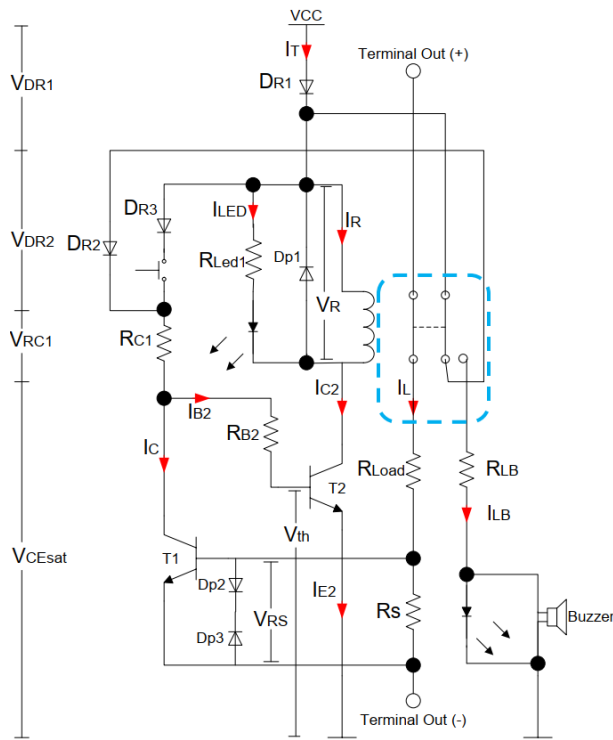 VCC
IT
Terminal Out (+)
VDR1
DR1
DR3
ILED
IR
DR2
RLed1
Dp1
VDR2
VR
RC1
VRC1
IC2
IL
IB2
RB2
RLoad
RLB
IC
T2
Vth
ILB
VCEsat
T1
Dp2
VRS
IE2
Rs
Dp3
Buzzer
Terminal Out (-)